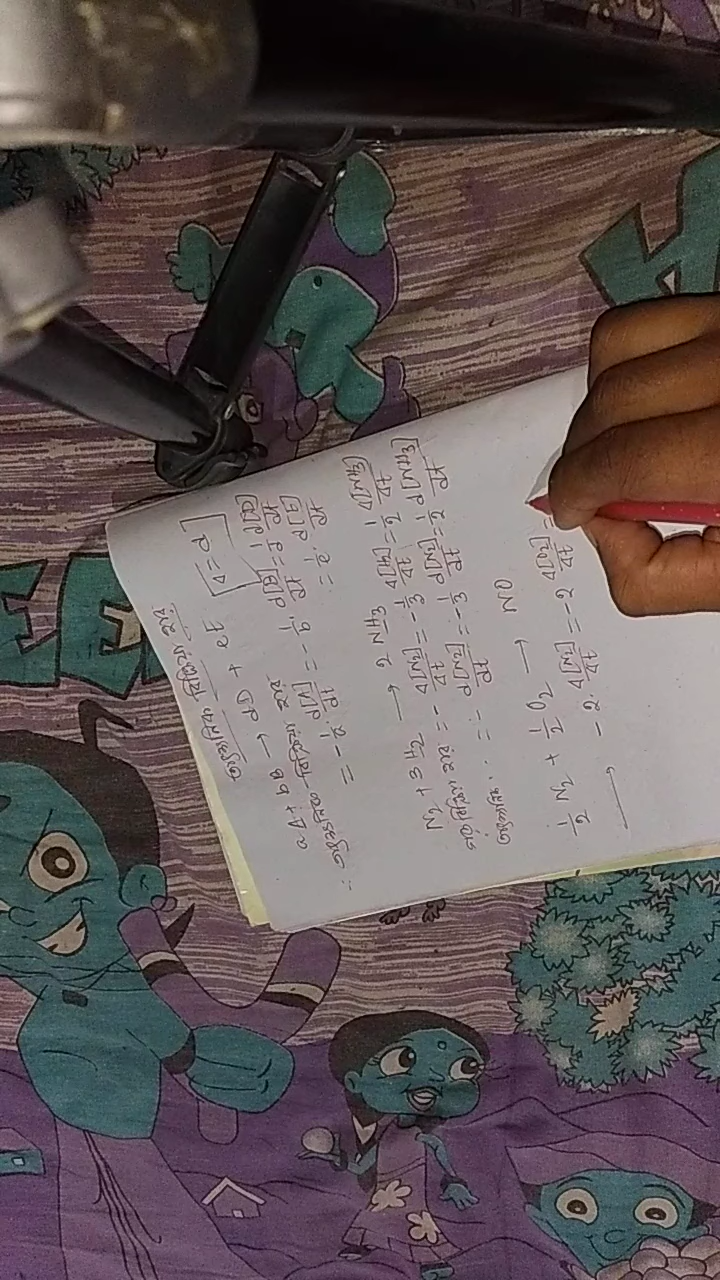 তাৎক্ষণিক বিক্রিয়া হার [Δ = d]
aA + bB → dD + eE
∴ তাৎক্ষণিক বিক্রিয়া হার
= -1/a · d[A]/dt = -1/b · d[B]/dt = 1/d d[D]/dt = 1/e · d[E]/dt
N2 + 3H2 → 2NH3
গড় বিক্রিয়া হার = - Δ[N2]/Δt = -1/3 Δ[H2]/Δt = 1/2 Δ[NH3]/Δt
তাৎক্ষণিক " " = - d[N2]/dt = -1/3 d[N2]/dt = 1/2 d[NH3]/dt
1/2 N2 + 1/2 O2 → NO
→ -2 · Δ[N2]/Δt = -2 Δ[O2]/Δt =